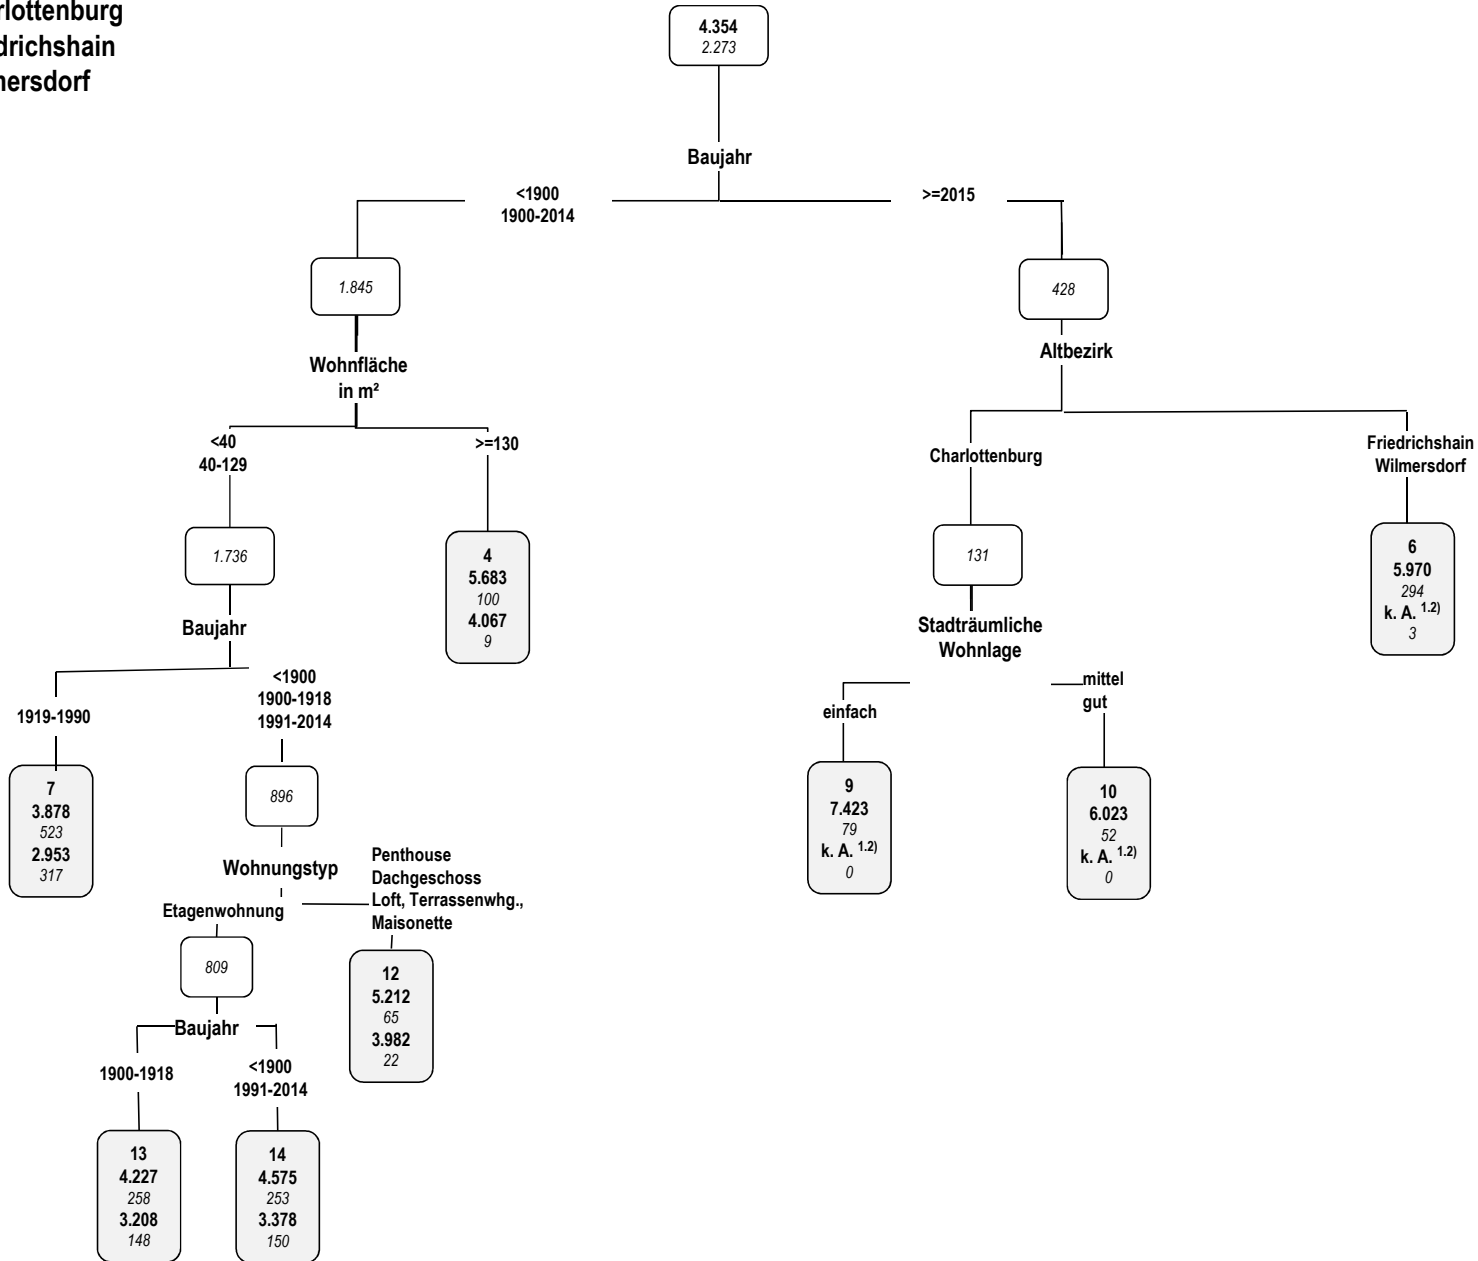 rlottenburg
drichshain
mersdorf
4.354
2.273
Baujahr
<1900
1900-2014
>=2015
1.845
428
Wohnfläche
in m²
Altbezirk
<40
40-129
>=130
Charlottenburg
Friedrichshain
Wilmersdorf
1.736
4
5.683
100
4.067
9
131
6
5.970
294
k. A. 1.2)
3
Baujahr
Stadträumliche
Wohnlage
1919-1990
<1900
1900-1918
1991-2014
einfach
mittel
gut
7
3.878
523
2.953
317
896
9
7.423
79
k. A. 1.2)
0
10
6.023
52
k. A. 1.2)
0
Wohnungstyp
Etagenwohnung
Penthouse
Dachgeschoss
Loft, Terrassenwhg.,
Maisonette
809
12
5.212
65
3.982
22
Baujahr
1900-1918
<1900
1991-2014
13
4.227
258
3.208
148
14
4.575
253
3.378
150